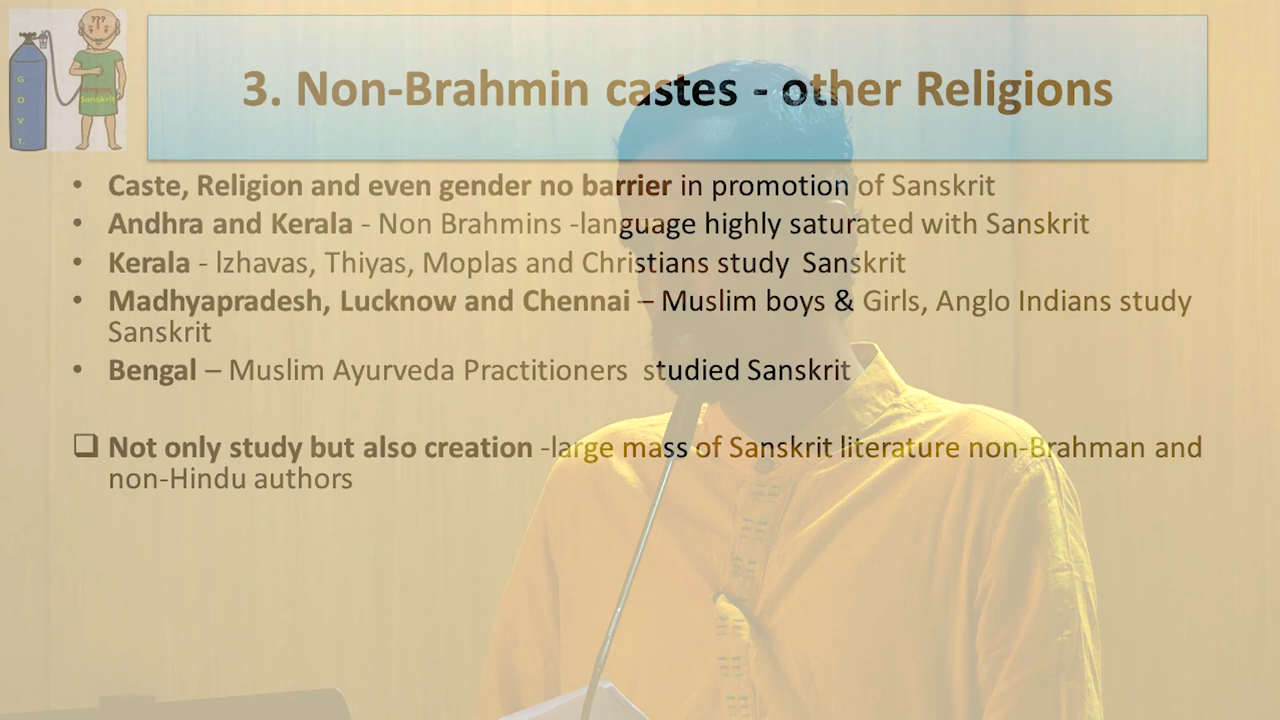 ???
G
O
V
T.
Sanskrit
3. Non-Brahmin castes - other Religions
• Caste, Religion and even gender no barrier in promotion of Sanskrit
• Andhra and Kerala - Non Brahmins -language highly saturated with Sanskrit
• Kerala - Izhavas, Thiyas, Moplas and Christians study Sanskrit
• Madhyapradesh, Lucknow and Chennai – Muslim boys & Girls, Anglo Indians study
Sanskrit
• Bengal – Muslim Ayurveda Practitioners studied Sanskrit
❑ Not only study but also creation -large mass of Sanskrit literature non-Brahman and
non-Hindu authors